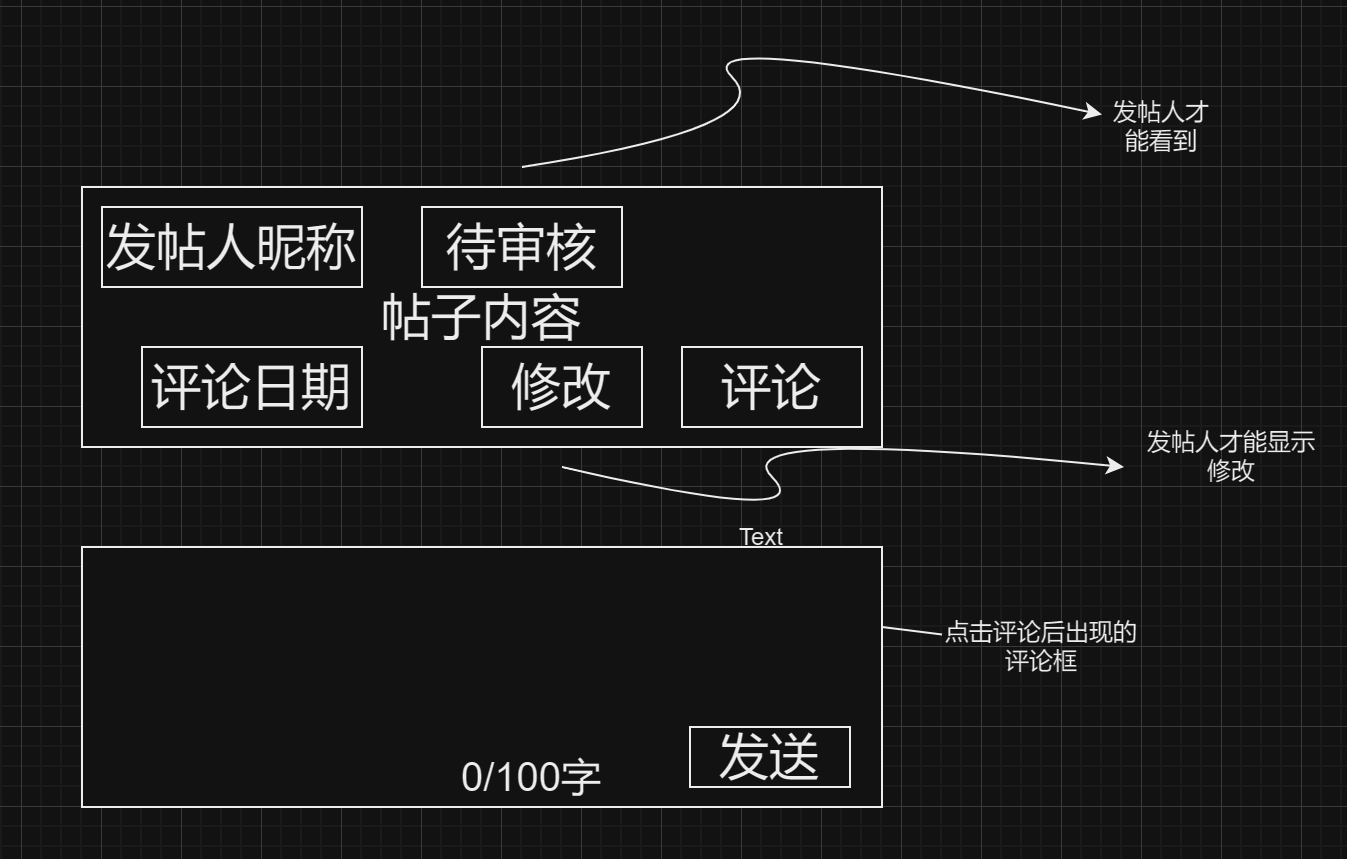 发帖人才
能看到
发帖人昵称
待审核
帖子内容
评论日期
修改
评论
发帖人才能显示
修改
Text
点击评论后出现的
评论框
0/100字
发送